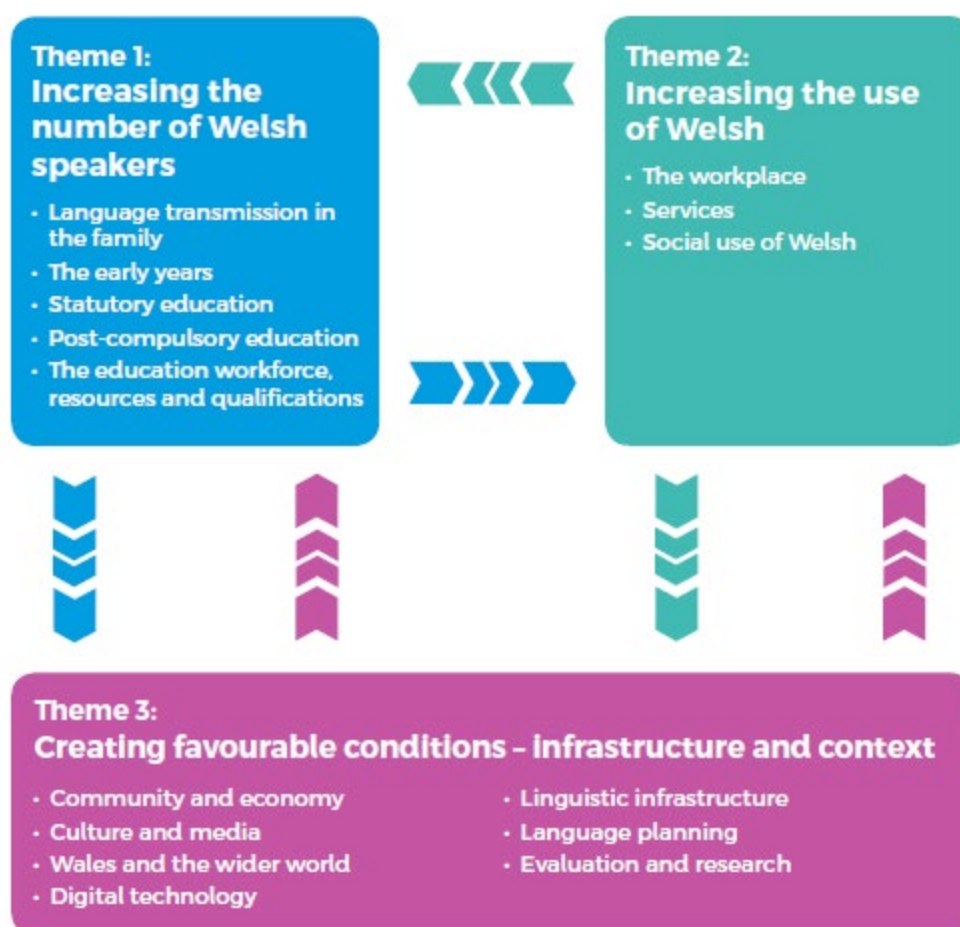 Theme 1:
Increasing the
number of Welsh
speakers
• Language transmission in
the family
• The early years
• Statutory education
• Post-compulsory education
• The education workforce,
resources and qualifications
Theme 2:
Increasing the use
of Welsh
• The workplace
• Services
• Social use of Welsh
Theme 3:
Creating favourable conditions – infrastructure and context
• Community and economy
• Culture and media
• Wales and the wider world
• Digital technology
• Linguistic infrastructure
• Language planning
• Evaluation and research